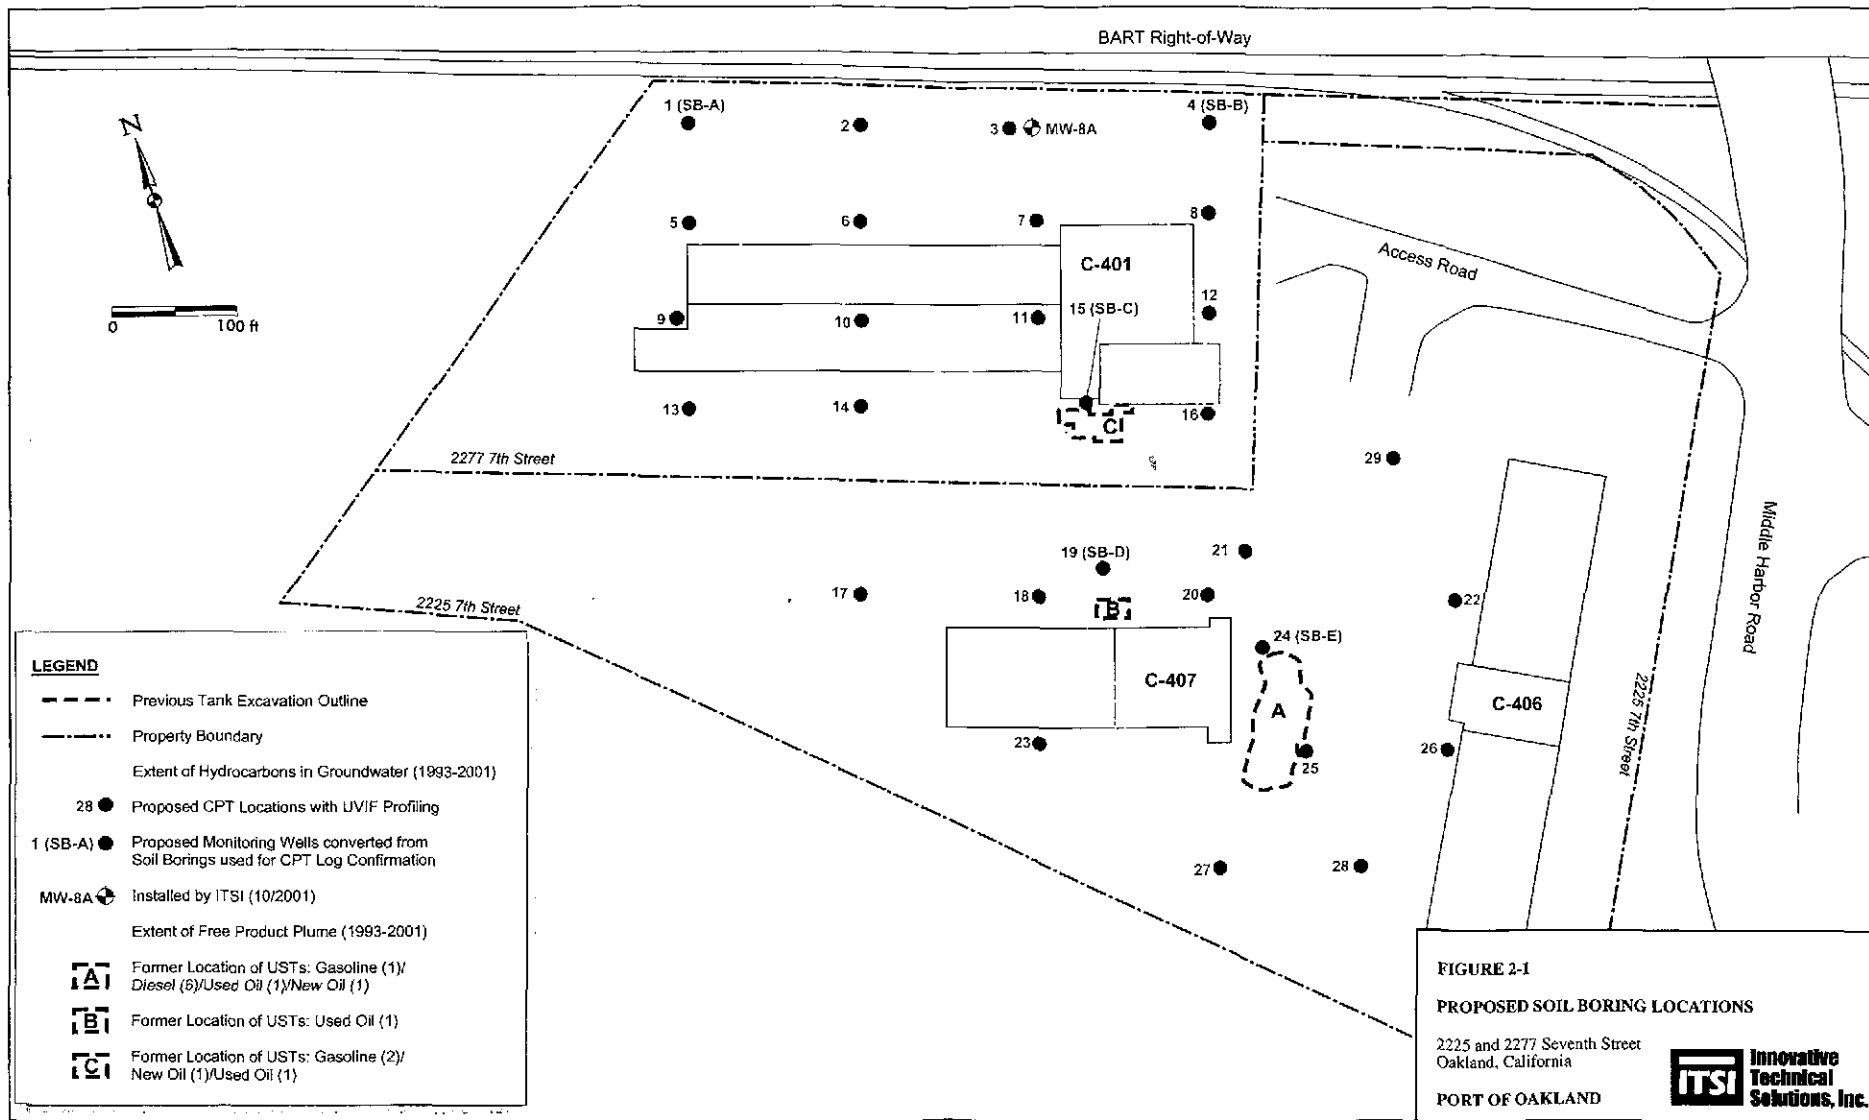 BART Right-of-Way
1 (SB-A)
2
3
MW-8A
4 (SB-B)
N
5
6
7
8
C-401
Access Road
0 100 ft
9
10
11
15 (SB-C)
12
13
14
C
16
2277 7th Street
29
Middle Harbor Road
19 (SB-D)
21
17
18
B
20
22
2225 7th Street
24 (SB-E)
C-407
A
C-406
2225 7th Street
23
25
26
27
28
LEGEND
Previous Tank Excavation Outline
Property Boundary
Extent of Hydrocarbons in Groundwater (1993-2001)
28 Proposed CPT Locations with UVIF Profiling
1 (SB-A) Proposed Monitoring Wells converted from
Soil Borings used for CPT Log Confirmation
MW-8A Installed by ITSI (10/2001)
Extent of Free Product Plume (1993-2001)
A Former Location of USTs: Gasoline (1)/
Diesel (6)/Used Oil (1)/New Oil (1)
B Former Location of USTs: Used Oil (1)
C Former Location of USTs: Gasoline (2)/
New Oil (1)/Used Oil (1)
FIGURE 2-1
PROPOSED SOIL BORING LOCATIONS
2225 and 2277 Seventh Street
Oakland, California
PORT OF OAKLAND
ITSI
Innovative
Technical
Solutions, Inc.